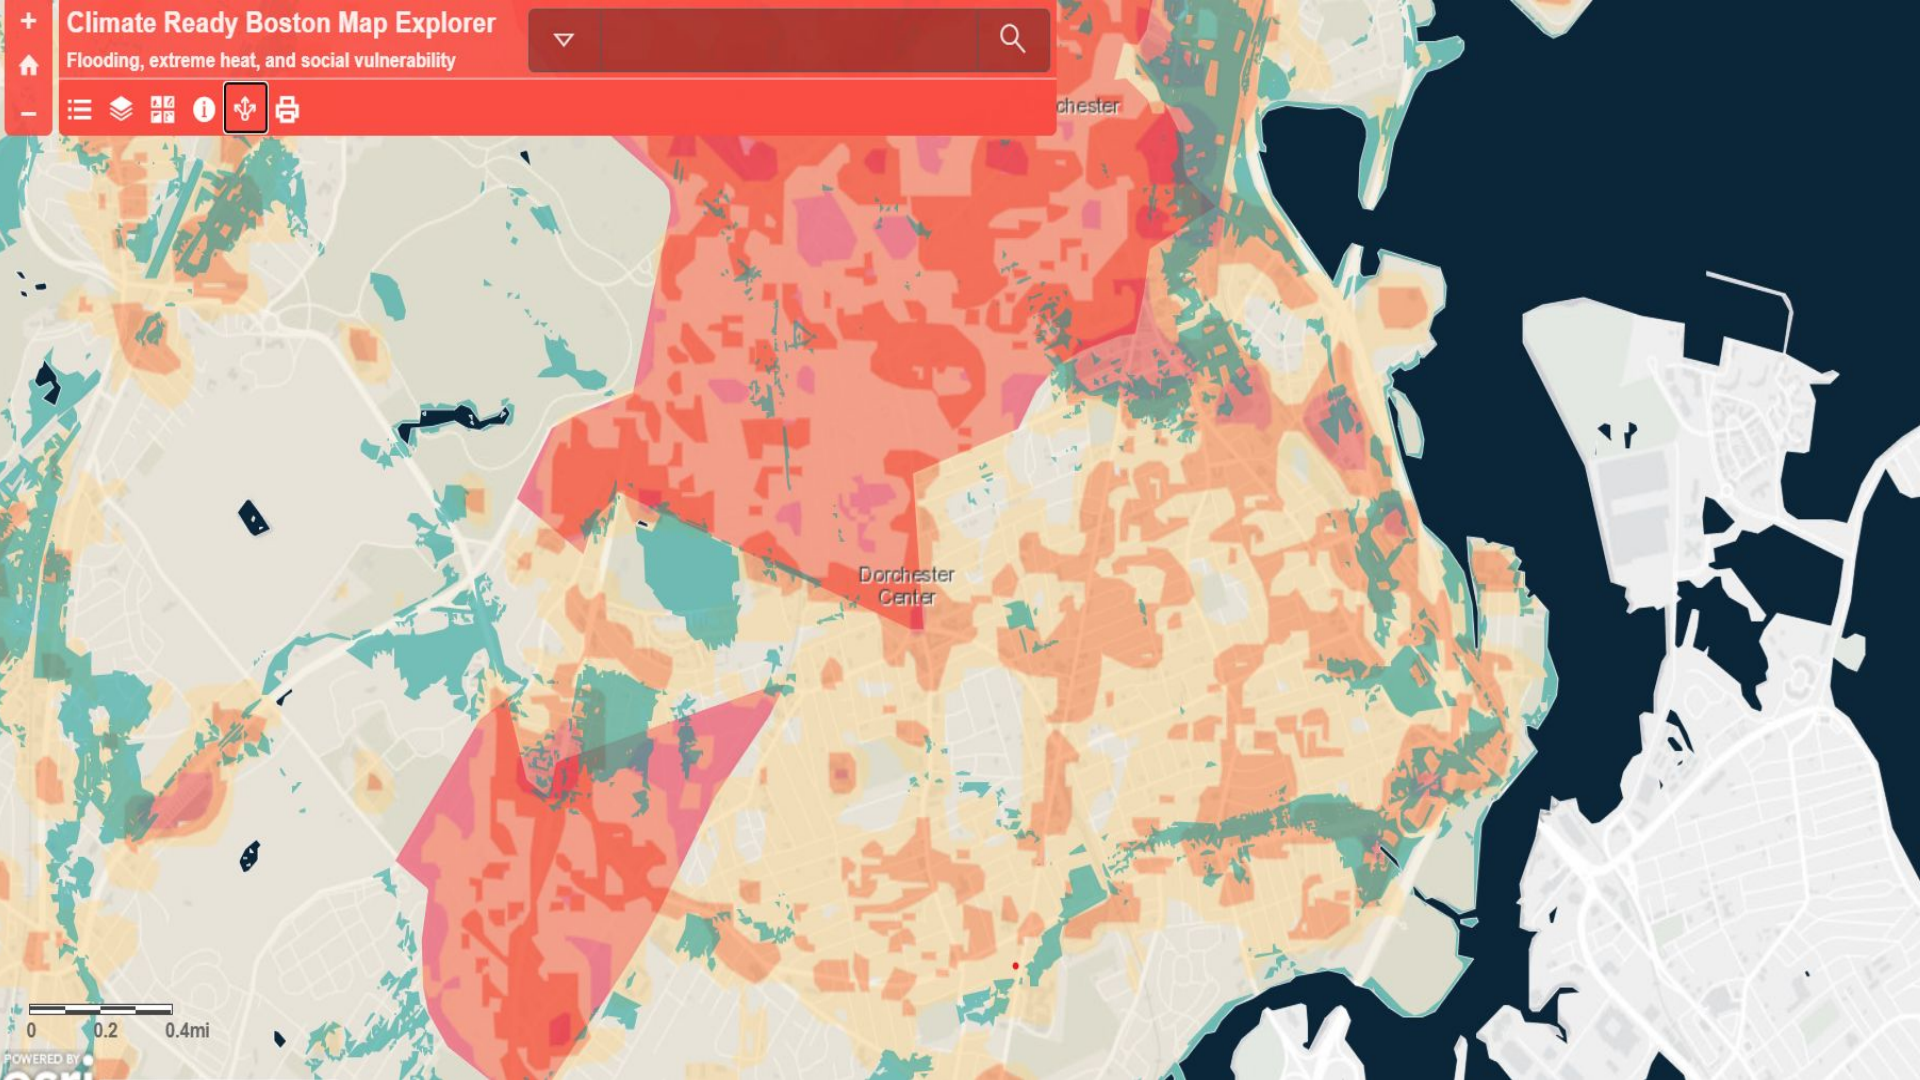 Climate Ready Boston Map Explorer
Flooding, extreme heat, and social vulnerability
chester
Dorchester
Center
0 0.2 0.4mi
POWERED BY
esri